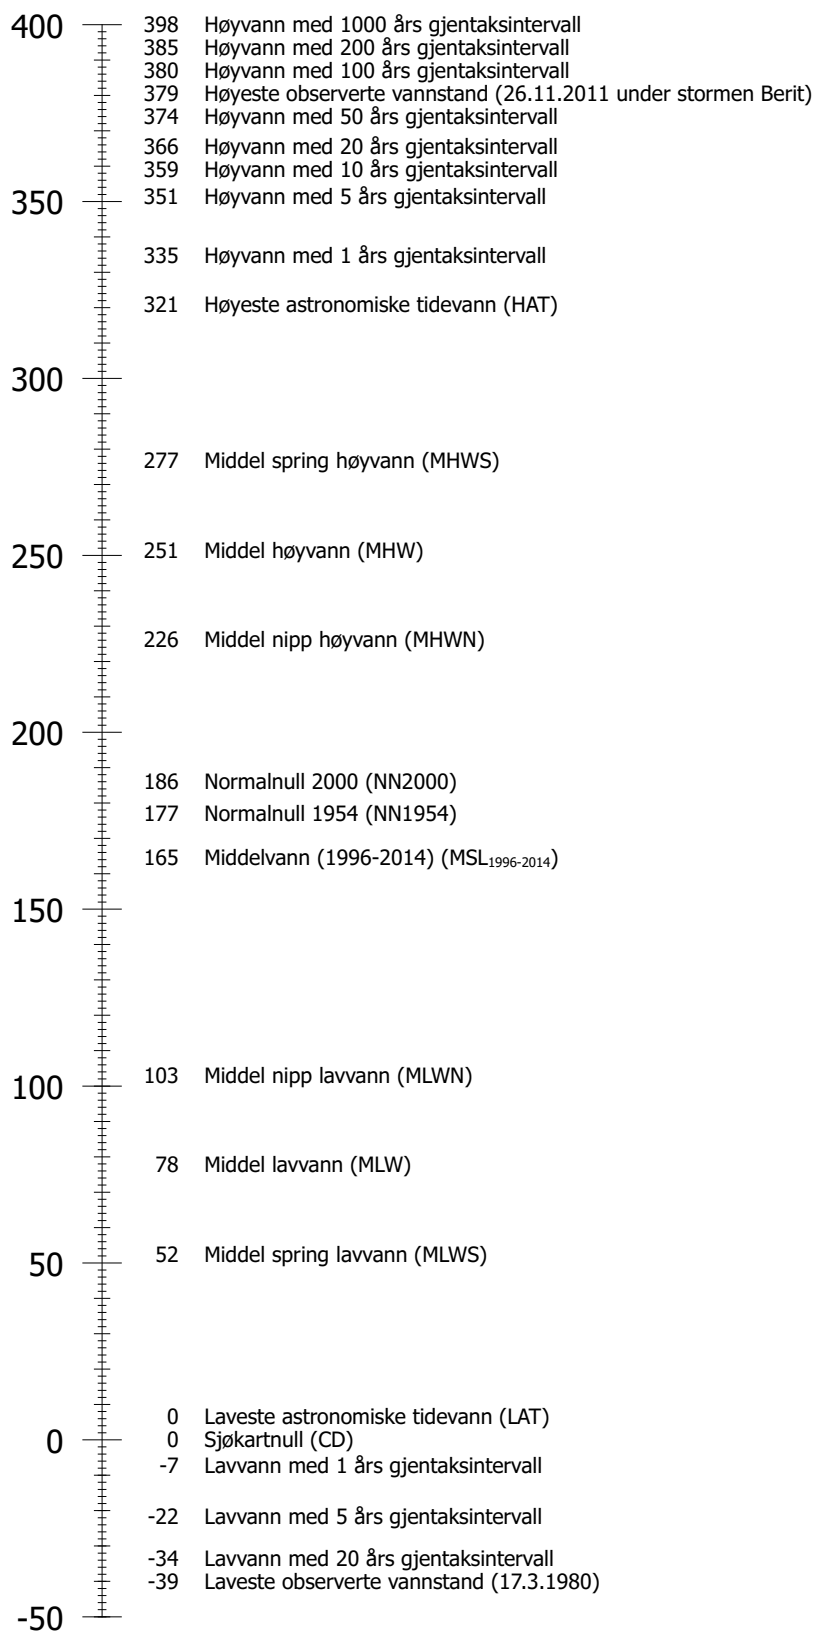 400
398 Høyvann med 1000 års gjentaksintervall
385 Høyvann med 200 års gjentaksintervall
380 Høyvann med 100 års gjentaksintervall
379 Høyeste observerte vannstand (26.11.2011 under stormen Berit)
374 Høyvann med 50 års gjentaksintervall
366 Høyvann med 20 års gjentaksintervall
359 Høyvann med 10 års gjentaksintervall
351 Høyvann med 5 års gjentaksintervall
350
335 Høyvann med 1 års gjentaksintervall
321 Høyeste astronomiske tidevann (HAT)
300
277 Middel spring høyvann (MHWS)
251 Middel høyvann (MHW)
250
226 Middel nipp høyvann (MHWN)
200
186 Normalnull 2000 (NN2000)
177 Normalnull 1954 (NN1954)
165 Middelvann (1996-2014) (MSL1996-2014)
150
103 Middel nipp lavvann (MLWN)
100
78 Middel lavvann (MLW)
52 Middel spring lavvann (MLWS)
50
0 Laveste astronomiske tidevann (LAT)
0
0 Sjøkartnull (CD)
-7 Lavvann med 1 års gjentaksintervall
-22 Lavvann med 5 års gjentaksintervall
-34 Lavvann med 20 års gjentaksintervall
-39 Laveste observerte vannstand (17.3.1980)
-50